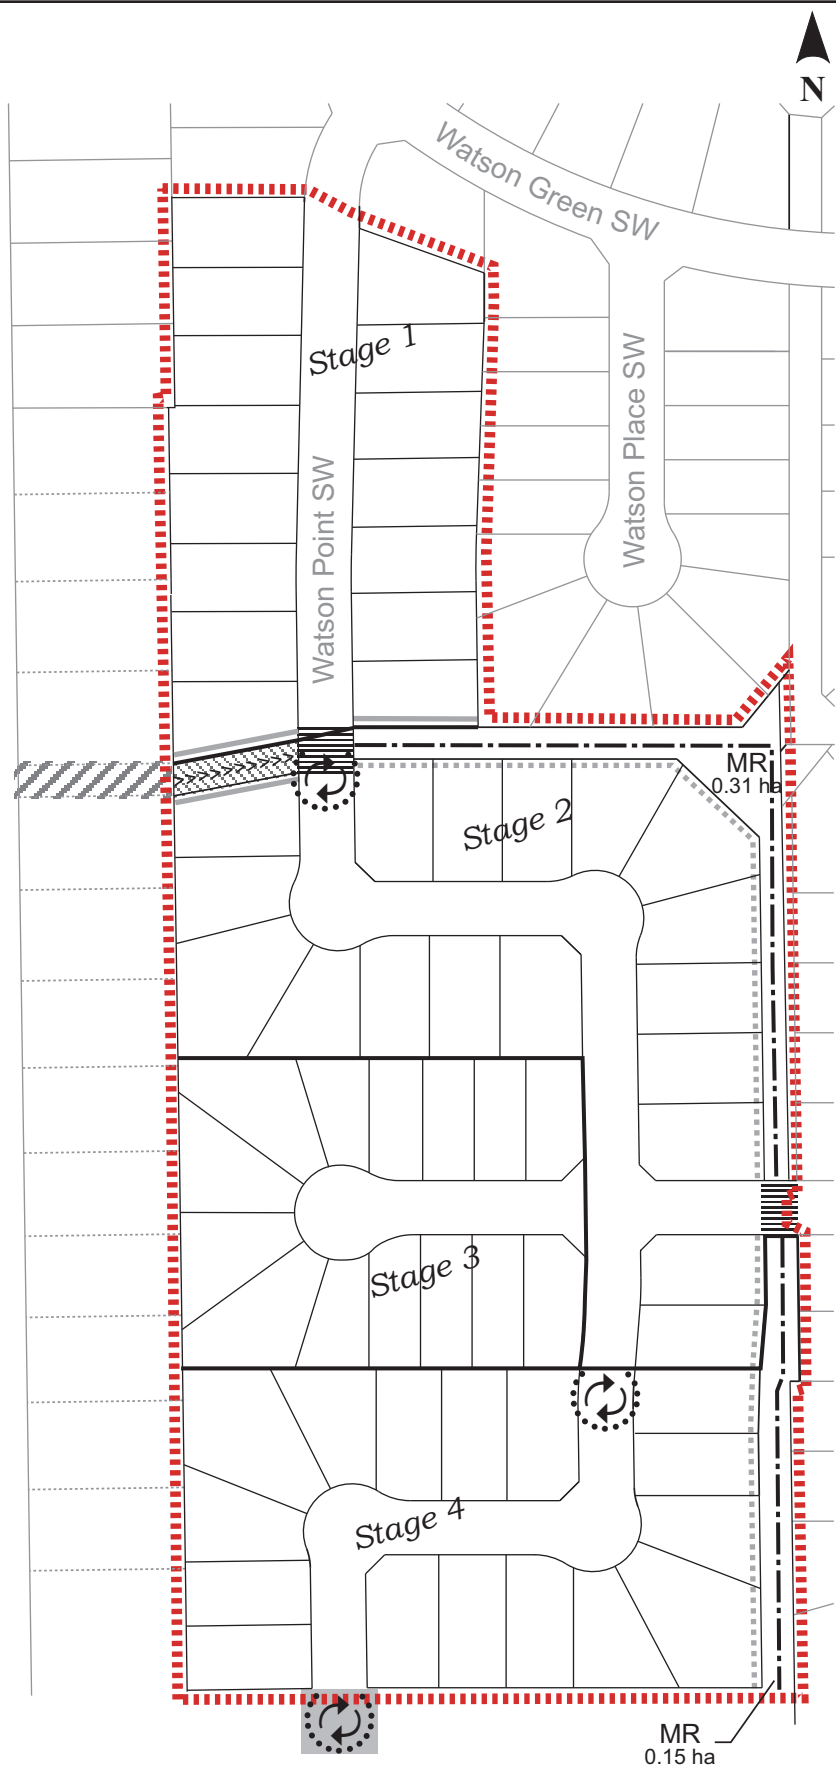 N
Watson Green SW
Stage 1
Watson Place SW
Watson Point SW
MR
0.31 ha
Stage 2
Stage 3
Stage 4
MR
0.15 ha